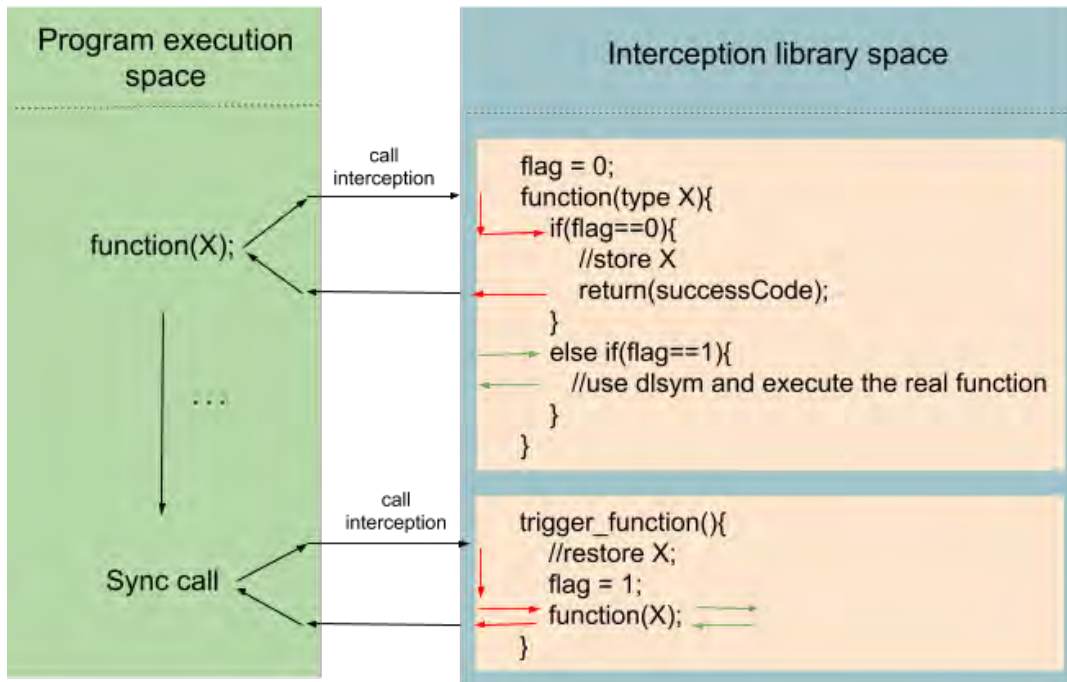 Program execution
space
Interception library space
call
interception
function(X);
flag = 0;
function(type X){
if(flag==0){
//store X
return(successCode);
}
else if(flag==1){
//use dlsym and execute the real function
}
}
...
call
interception
Sync call
trigger_function(){
//restore X;
flag = 1;
function(X);
}